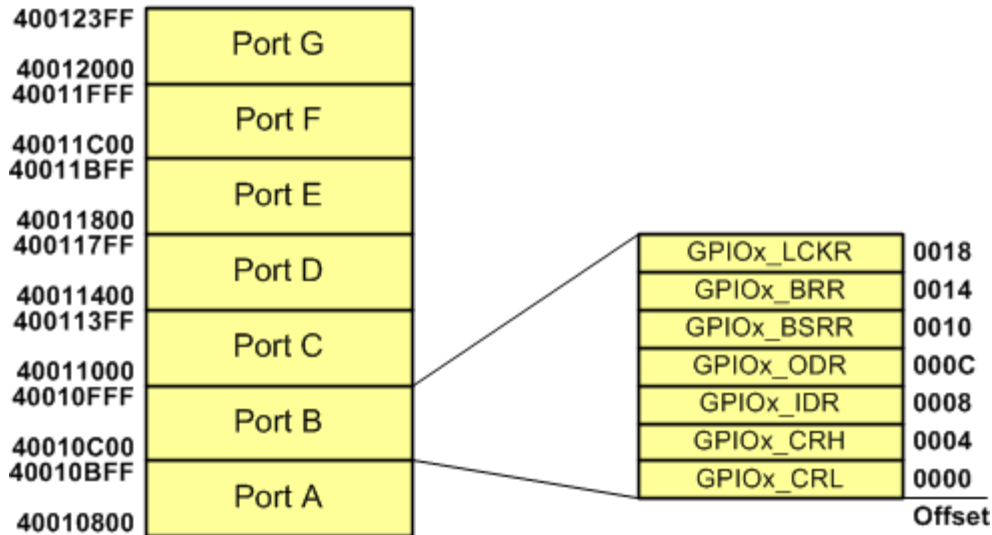 400123FF
Port G
40012000
40011FFF
Port F
40011C00
40011BFF
Port E
40011800
400117FF
Port D
40011400
400113FF
Port C
40011000
40010FFF
Port B
40010C00
40010BFF
Port A
40010800
GPIOx_LCKR 0018
GPIOx_BRR 0014
GPIOx_BSRR 0010
GPIOx_ODR 000C
GPIOx_IDR 0008
GPIOx_CRH 0004
GPIOx_CRL 0000
Offset